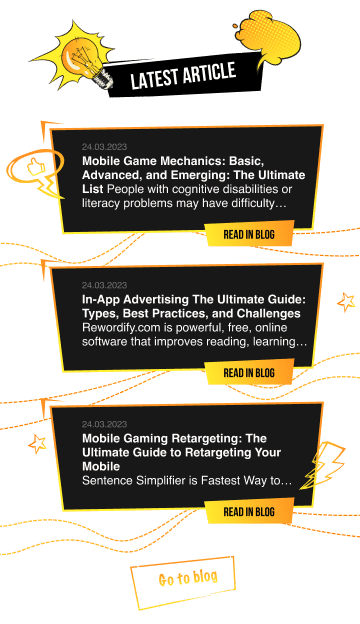 LATEST ARTICLE
24.03.2023
Mobile Game Mechanics: Basic,
Advanced, and Emerging: The Ultimate
List People with cognitive disabilities or
literacy problems may have difficulty…
READ IN BLOG
24.03.2023
In-App Advertising The Ultimate Guide:
Types, Best Practices, and Challenges
Rewordify.com is powerful, free, online
software that improves reading, learning…
READ IN BLOG
24.03.2023
Mobile Gaming Retargeting: The
Ultimate Guide to Retargeting Your
Mobile
Sentence Simplifier is Fastest Way to…
READ IN BLOG
Go to blog